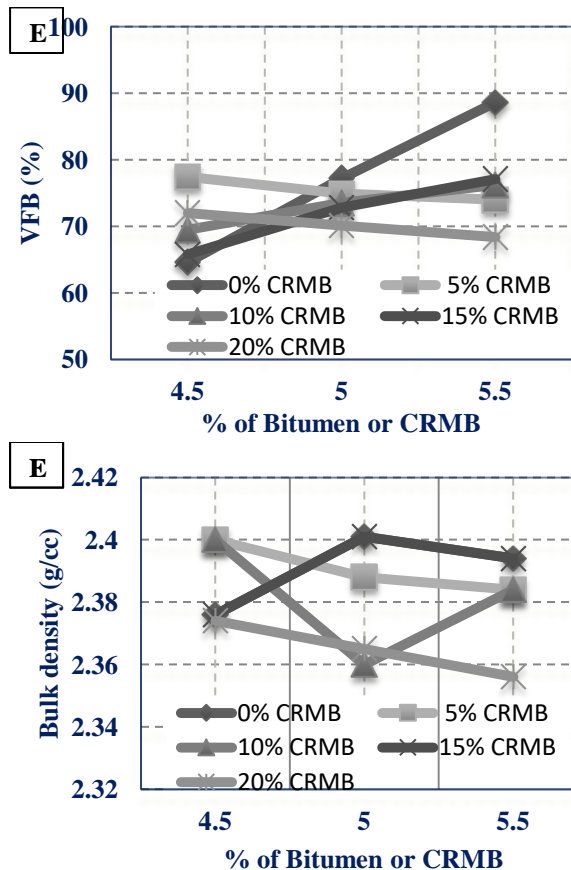 E
100
90
80
70
60
50
VFB (%)
0% CRMB
5% CRMB
10% CRMB
15% CRMB
20% CRMB
4.5
5
5.5
% of Bitumen or CRMB
E
2.42
2.4
2.38
2.36
2.34
2.32
Bulk density (g/cc)
0% CRMB
5% CRMB
10% CRMB
15% CRMB
20% CRMB
4.5
5
5.5
% of Bitumen or CRMB